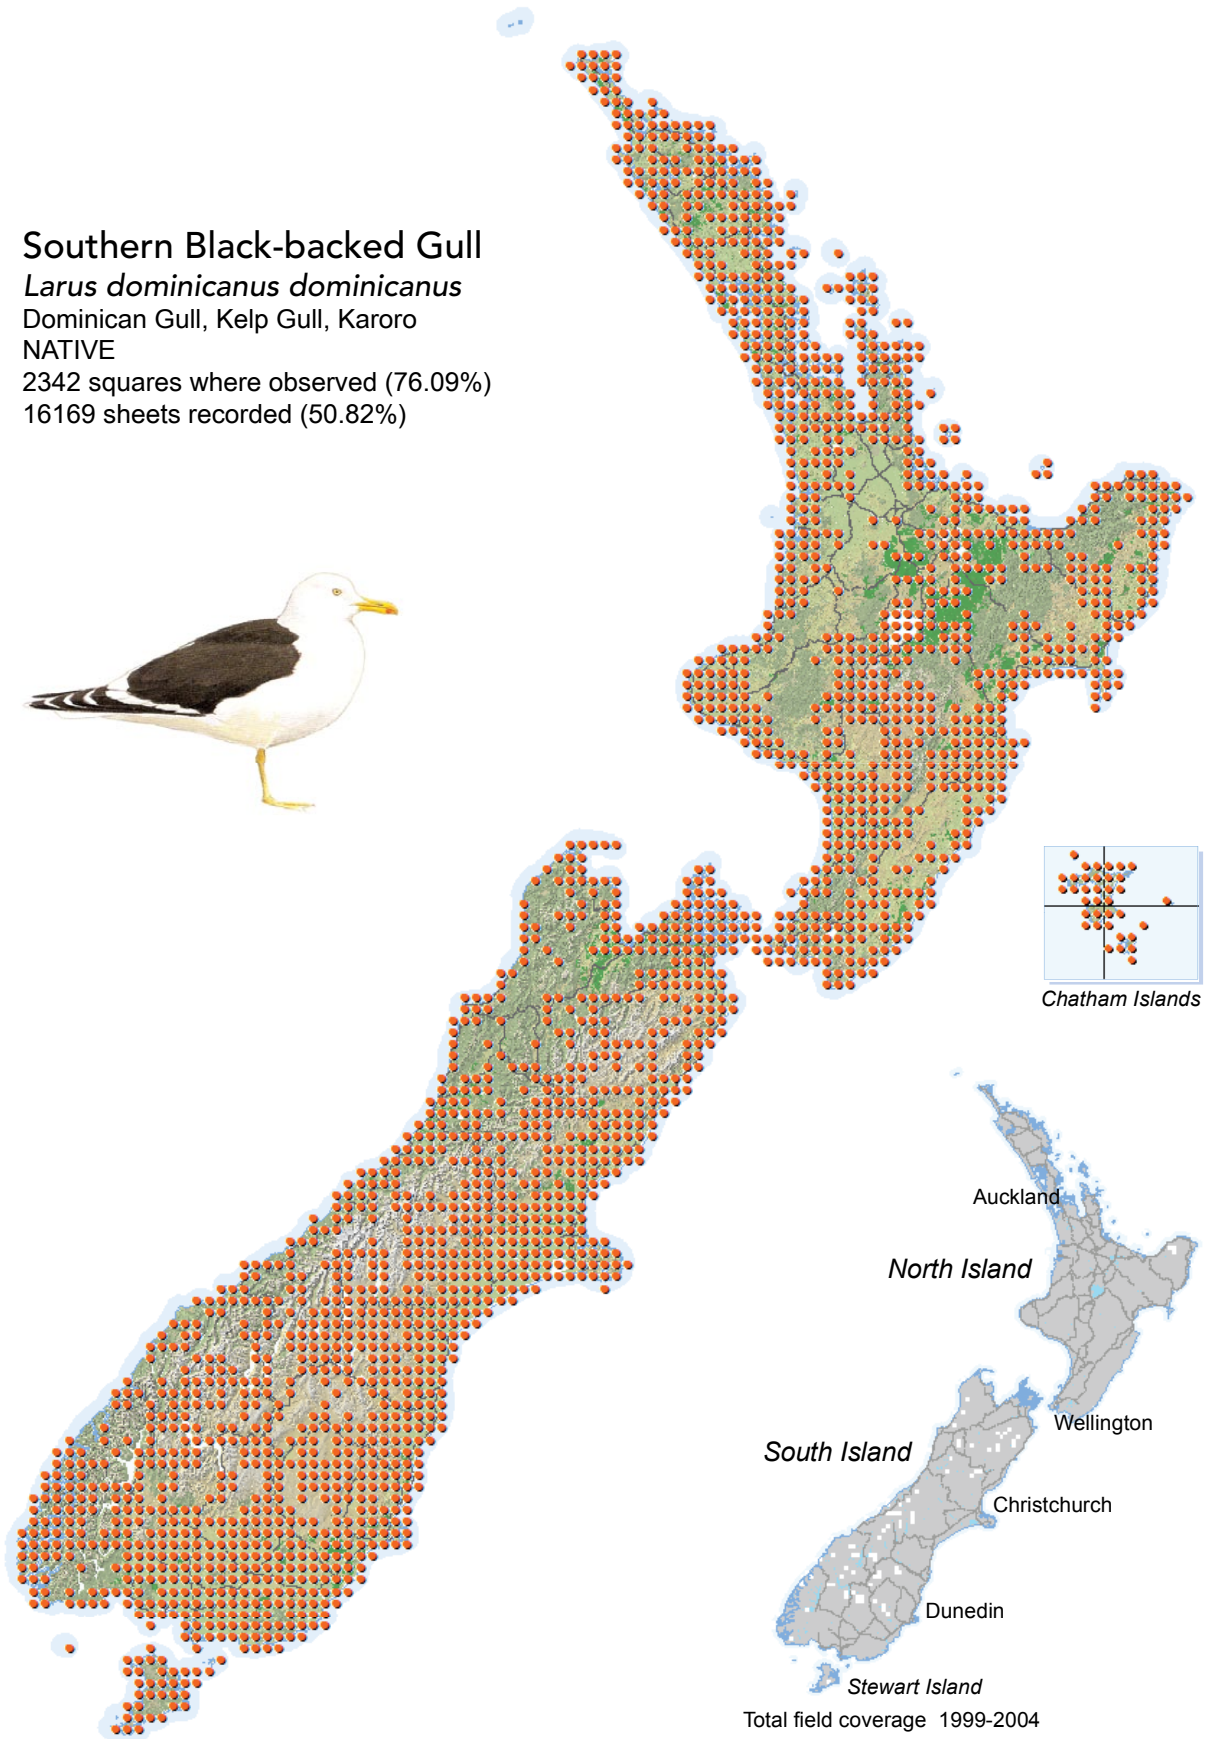 Southern Black-backed Gull
Larus dominicanus dominicanus
Dominican Gull, Kelp Gull, Karoro
NATIVE
2342 squares where observed (76.09%)
16169 sheets recorded (50.82%)
Chatham Islands
Auckland
North Island
Wellington
South Island
Christchurch
Dunedin
Stewart Island
Total field coverage 1999-2004